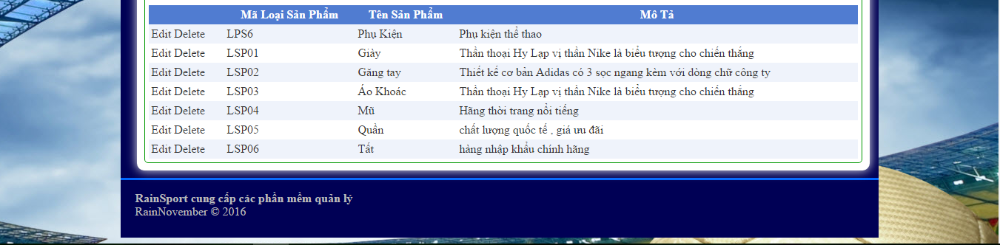 Mã Loại Sản Phẩm Tên Sản Phẩm Mô Tả
Edit Delete LPS6 Phụ Kiện Phụ kiện thể thao
Edit Delete LSP01 Giày Thần thoại Hy Lạp vị thần Nike là biểu tượng cho chiến thắng
Edit Delete LSP02 Găng tay Thiết kế cơ bản Adidas có 3 sọc ngang kèm với dòng chữ công ty
Edit Delete LSP03 Áo Khoác Thần thoại Hy Lạp vị thần Nike là biểu tượng cho chiến thắng
Edit Delete LSP04 Mũ Hãng thời trang nổi tiếng
Edit Delete LSP05 Quần chất lượng quốc tế , giá ưu đãi
Edit Delete LSP06 Tất hàng nhập khẩu chính hãng
RainSport cung cấp các phần mềm quản lý
RainNovember © 2016